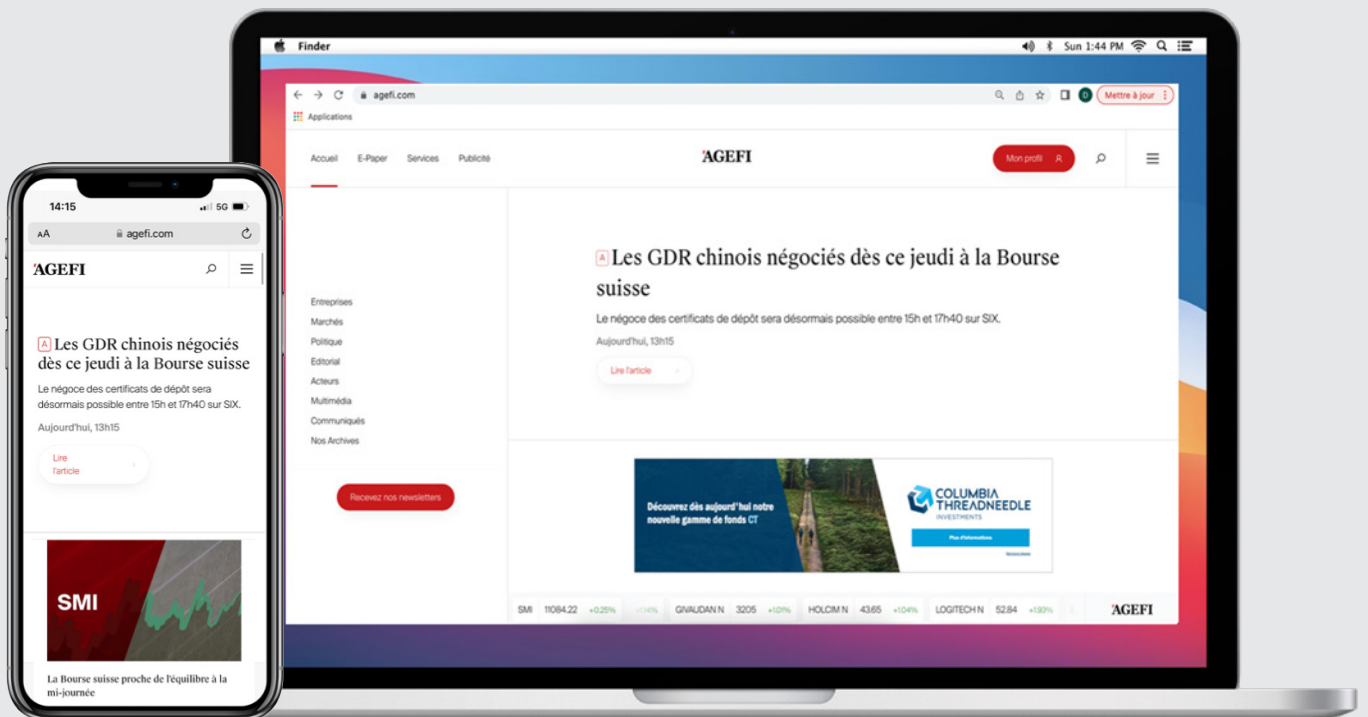 Finder
Sun 1:44 PM
agefi.com
Mettre à jour
Applications
Accueil E-Paper Services Publicité
'AGEFI
Mon profil
A Les GDR chinois négociés dès ce jeudi à la Bourse
suisse
Le négoce des certificats de dépôt sera désormais possible entre 15h et 17h40 sur SIX.
Aujourd'hui, 13h15
Lire l'article
Entreprises
Marchés
Politique
Editorial
Acteurs
Multimédia
Communiqués
Nos Archives
Recevez nos newsletters
Découvrez dès aujourd'hui notre
nouvelle gamme de fonds CT
COLUMBIA
THREADNEEDLE
INVESTMENTS
Plus d'informations
SMI 11084.22 +0.25% GIVAUDAN N 3205 +1.01% HOLCIM N 43.65 +1.04% LOGITECH N 52.84 +1.93%
'AGEFI
14:15
5G
AA
agefi.com
'AGEFI
A Les GDR chinois négociés
dès ce jeudi à la Bourse suisse
Le négoce des certificats de dépôt sera
désormais possible entre 15h et 17h40 sur SIX.
Aujourd'hui, 13h15
Lire
l'article
SMI
La Bourse suisse proche de l'équilibre à la
mi-journée